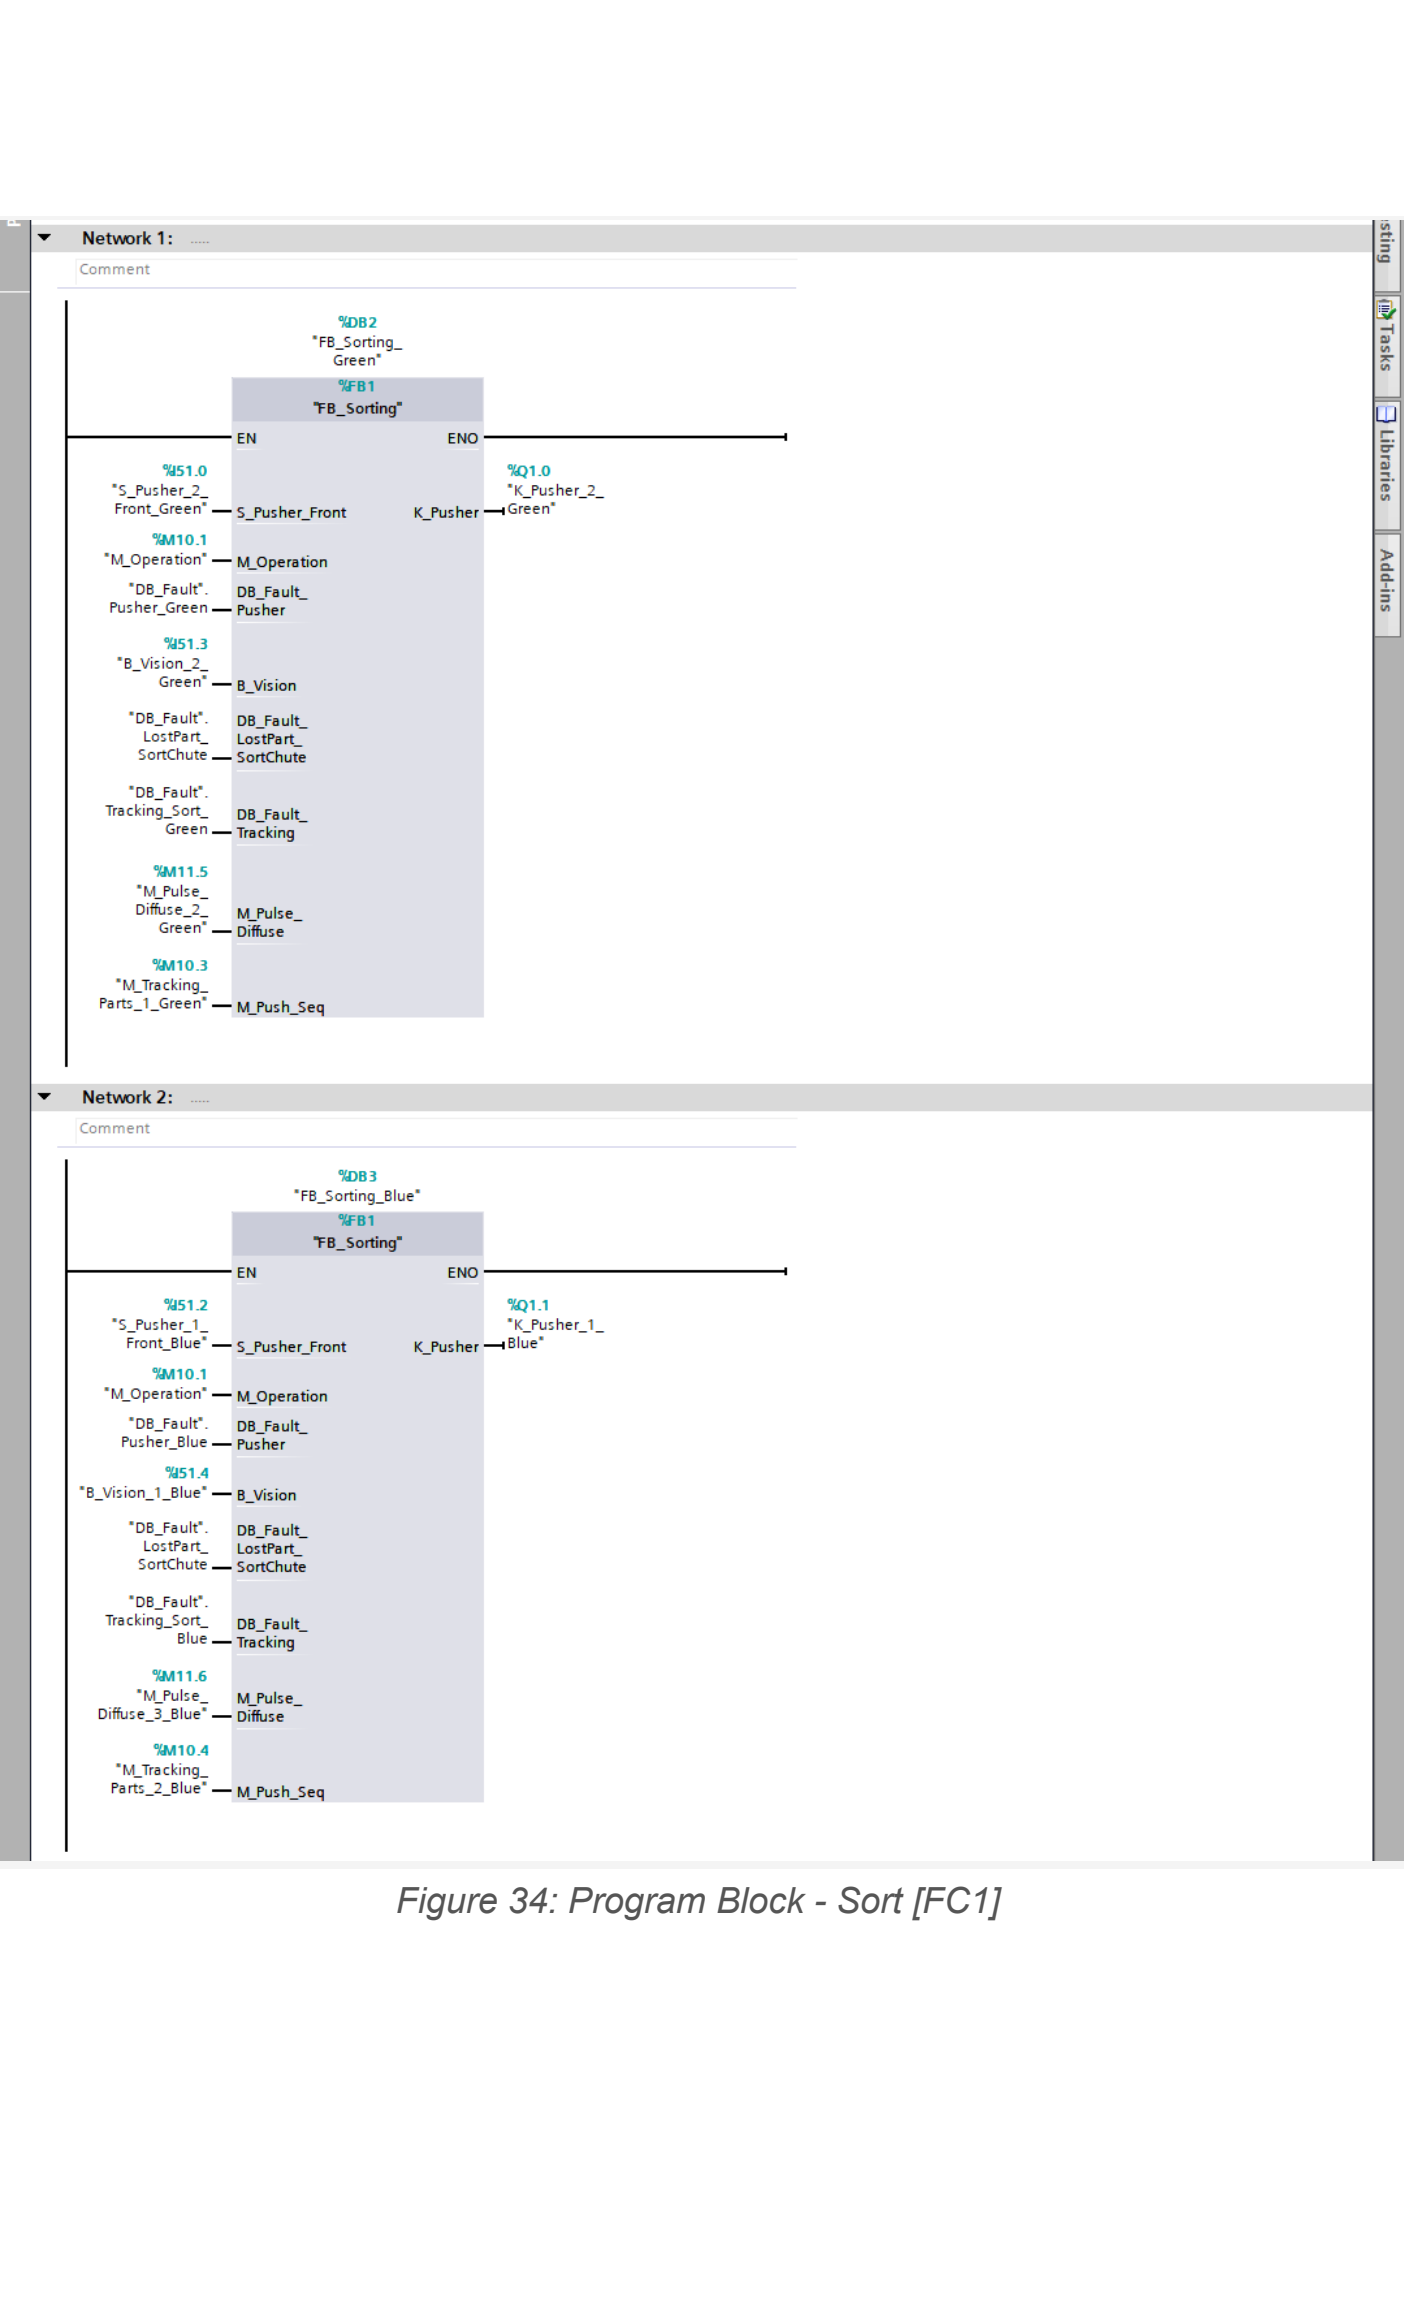 Network 1: .....
Comment
%DB2
"FB_Sorting_
Green"
%FB1
"FB_Sorting"
EN ENO
%I51.0
"S_Pusher_2_
Front_Green" S_Pusher_Front
%Q1.0
"K_Pusher_2_
K_Pusher Green"
%M10.1
"M_Operation" M_Operation
"DB_Fault".
Pusher_Green
DB_Fault_
Pusher
%I51.3
"B_Vision_2_
Green" B_Vision
"DB_Fault".
LostPart_
SortChute
DB_Fault_
LostPart_
SortChute
"DB_Fault".
Tracking_Sort_
Green
DB_Fault_
Tracking
%M11.5
"M_Pulse_
Diffuse_2_
Green"
M_Pulse_
Diffuse
%M10.3
"M_Tracking_
Parts_1_Green" M_Push_Seq
Network 2: .....
Comment
%DB3
"FB_Sorting_Blue"
%FB1
"FB_Sorting"
EN ENO
%I51.2
"S_Pusher_1_
Front_Blue" S_Pusher_Front
%Q1.1
"K_Pusher_1_
K_Pusher Blue"
%M10.1
"M_Operation" M_Operation
"DB_Fault".
Pusher_Blue
DB_Fault_
Pusher
%I51.4
"B_Vision_1_Blue" B_Vision
"DB_Fault".
LostPart_
SortChute
DB_Fault_
LostPart_
SortChute
"DB_Fault".
Tracking_Sort_
Blue
DB_Fault_
Tracking
%M11.6
"M_Pulse_
Diffuse_3_Blue"
M_Pulse_
Diffuse
%M10.4
"M_Tracking_
Parts_2_Blue" M_Push_Seq
sting
Tasks
Libraries
Add-ins
Figure 34: Program Block - Sort [FC1]